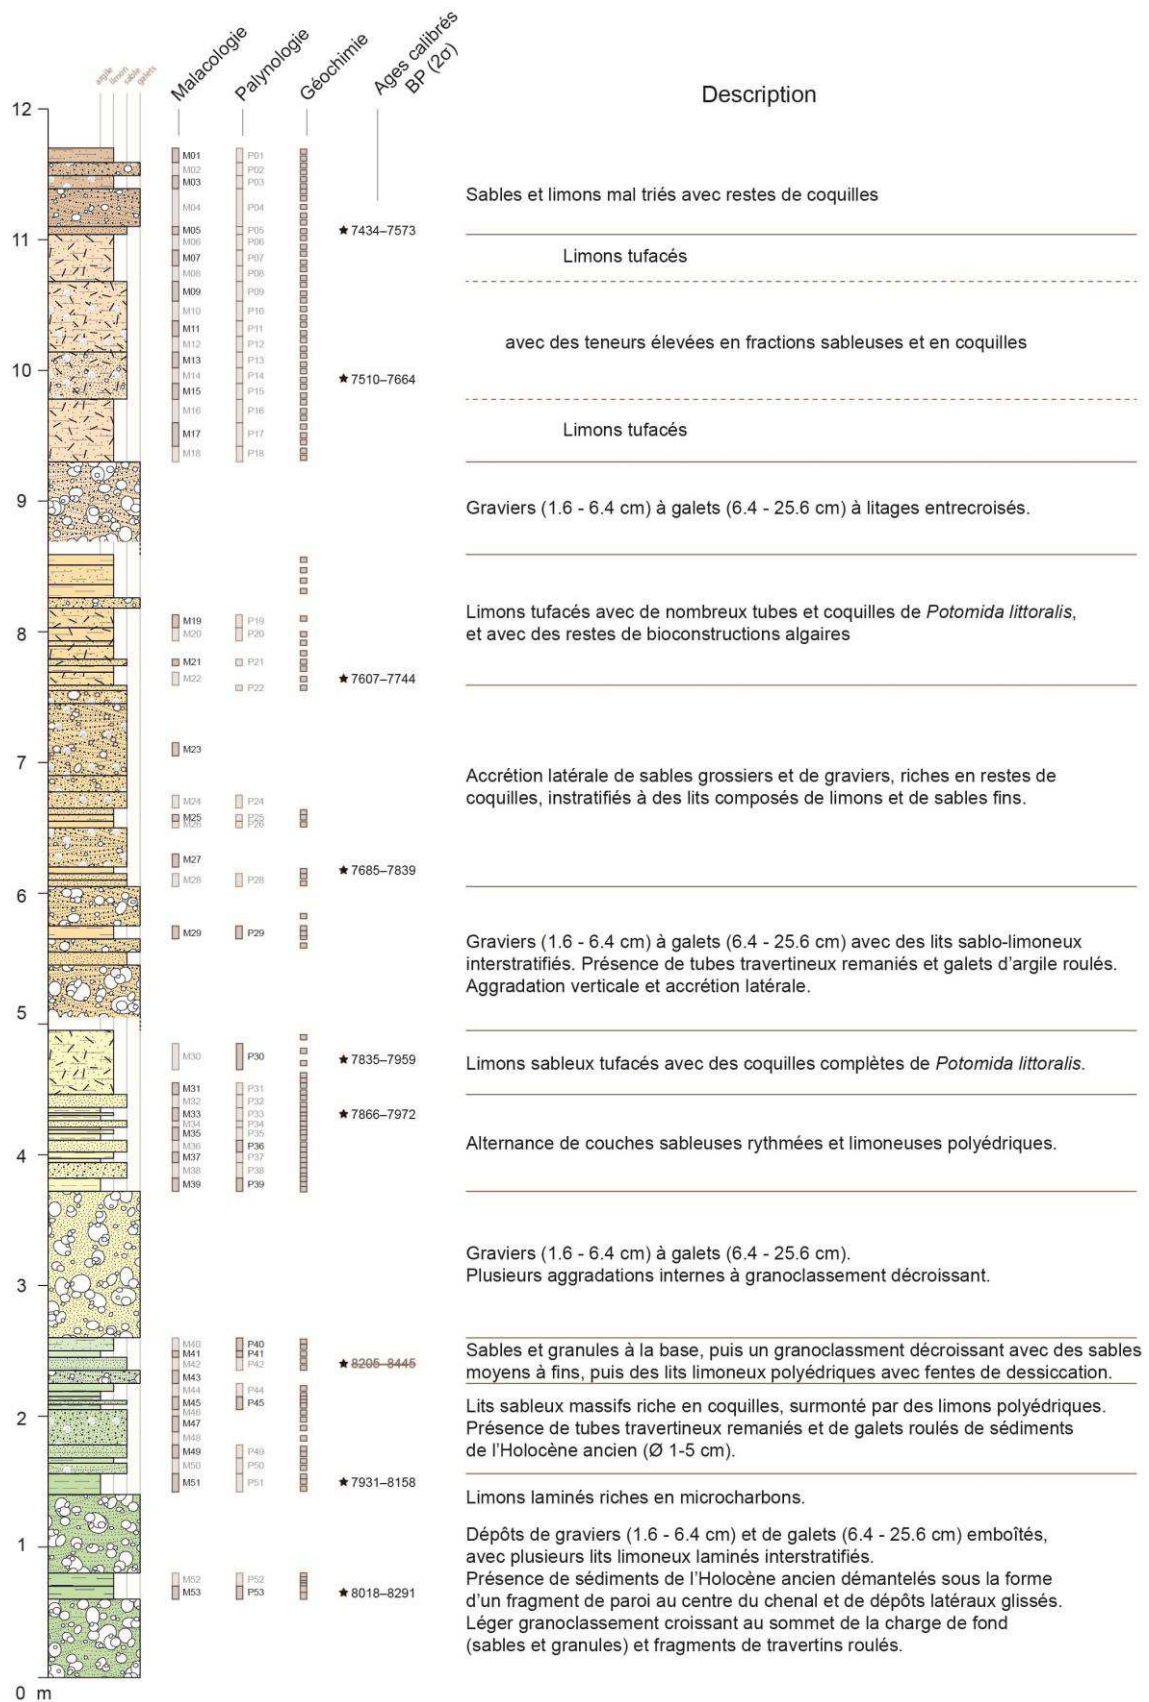 argile
limon
sable
galets
Malacologie
Palynologie
Géochimie
Ages calibrés
BP (2σ)
Description
12
M01 P01
M02 P02
M03 P03
Sables et limons mal triés avec restes de coquilles
M04 P04
M05 P05 ★ 7434–7573
11
M06 P06
M07 P07
Limons tufacés
M08 P08
M09 P09
M10 P10
M11 P11
M12 P12
avec des teneurs élevées en fractions sableuses et en coquilles
M13 P13
10
M14 P14 ★ 7510–7664
M15 P15
M16 P16
M17 P17
Limons tufacés
M18 P18
9
Graviers (1.6 - 6.4 cm) à galets (6.4 - 25.6 cm) à litages entrecroisés.
Limons tufacés avec de nombreux tubes et coquilles de Potomida littoralis,
et avec des restes de bioconstructions algaires
M19 P19
8
M20 P20
M21 P21
M22 ★ 7607–7744
P22
7
M23
Accrétion latérale de sables grossiers et de graviers, riches en restes de
coquilles, instratifiés à des lits composés de limons et de sables fins.
M24 P24
M25 P25
M26 P26
M27
★ 7685–7839
M28 P28
6
M29 P29
Graviers (1.6 - 6.4 cm) à galets (6.4 - 25.6 cm) avec des lits sablo-limoneux
interstratifiés. Présence de tubes travertineux remaniés et galets d'argile roulés.
Aggradation verticale et accrétion latérale.
5
M30 P30 ★ 7835–7959
Limons sableux tufacés avec des coquilles complètes de Potomida littoralis.
M31 P31
M32 P32
M33 P33 ★ 7866–7972
M34 P34
M35 P35
Alternance de couches sableuses rythmées et limoneuses polyédriques.
M36 P36
4
M37 P37
M38 P38
M39 P39
3
Graviers (1.6 - 6.4 cm) à galets (6.4 - 25.6 cm).
Plusieurs aggradations internes à granoclassement décroissant.
M40 P40
M41 P41
M42 P42 ★ 8205–8445
M43
Sables et granules à la base, puis un granoclassment décroissant avec des sables
moyens à fins, puis des lits limoneux polyédriques avec fentes de dessiccation.
M44 P44
M45 P45
M46
2
M47
M48
M49 P49
Lits sableux massifs riche en coquilles, surmonté par des limons polyédriques.
Présence de tubes travertineux remaniés et de galets roulés de sédiments
de l'Holocène ancien (Ø 1-5 cm).
M50 P50
M51 P51 ★ 7931–8158
Limons laminés riches en microcharbons.
1
Dépôts de graviers (1.6 - 6.4 cm) et de galets (6.4 - 25.6 cm) emboîtés,
avec plusieurs lits limoneux laminés interstratifiés.
M52 P52
M53 P53 ★ 8018–8291
Présence de sédiments de l'Holocène ancien démantelés sous la forme
d'un fragment de paroi au centre du chenal et de dépôts latéraux glissés.
Léger granoclassement croissant au sommet de la charge de fond
(sables et granules) et fragments de travertins roulés.
0 m